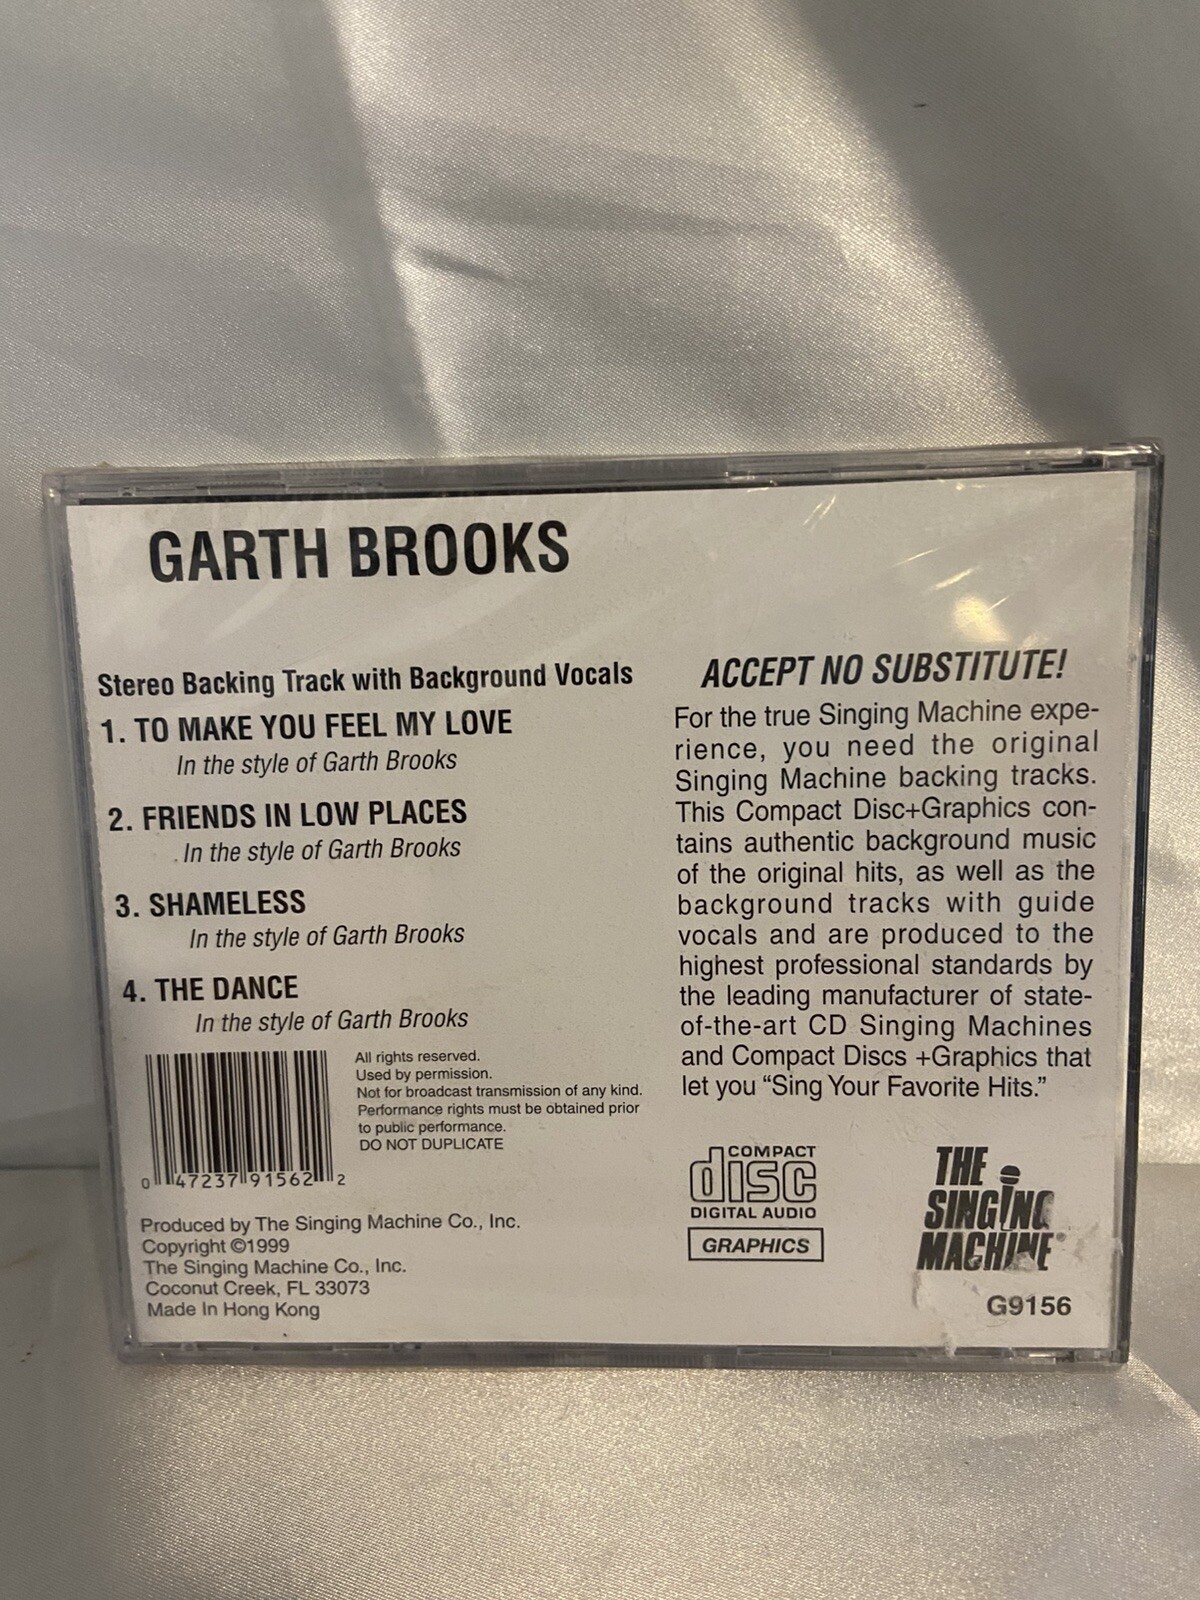 GARTH BROOKS
Stereo Backing Track with Background Vocals
1. TO MAKE YOU FEEL MY LOVE
In the style of Garth Brooks
2. FRIENDS IN LOW PLACES
In the style of Garth Brooks
3. SHAMELESS
In the style of Garth Brooks
4. THE DANCE
In the style of Garth Brooks
All rights reserved.
Used by permission.
Not for broadcast transmission of any kind.
Performance rights must be obtained prior
to public performance.
DO NOT DUPLICATE
0 47237 91562 2
Produced by The Singing Machine Co., Inc.
Copyright ©1999
The Singing Machine Co., Inc.
Coconut Creek, FL 33073
Made In Hong Kong
ACCEPT NO SUBSTITUTE!
For the true Singing Machine expe-
rience, you need the original
Singing Machine backing tracks.
This Compact Disc+Graphics con-
tains authentic background music
of the original hits, as well as the
background tracks with guide
vocals and are produced to the
highest professional standards by
the leading manufacturer of state-
of-the-art CD Singing Machines
and Compact Discs +Graphics that
let you “Sing Your Favorite Hits.”
COMPACT
disc
DIGITAL AUDIO
GRAPHICS
THE
SINGING
MACHINE®
G9156